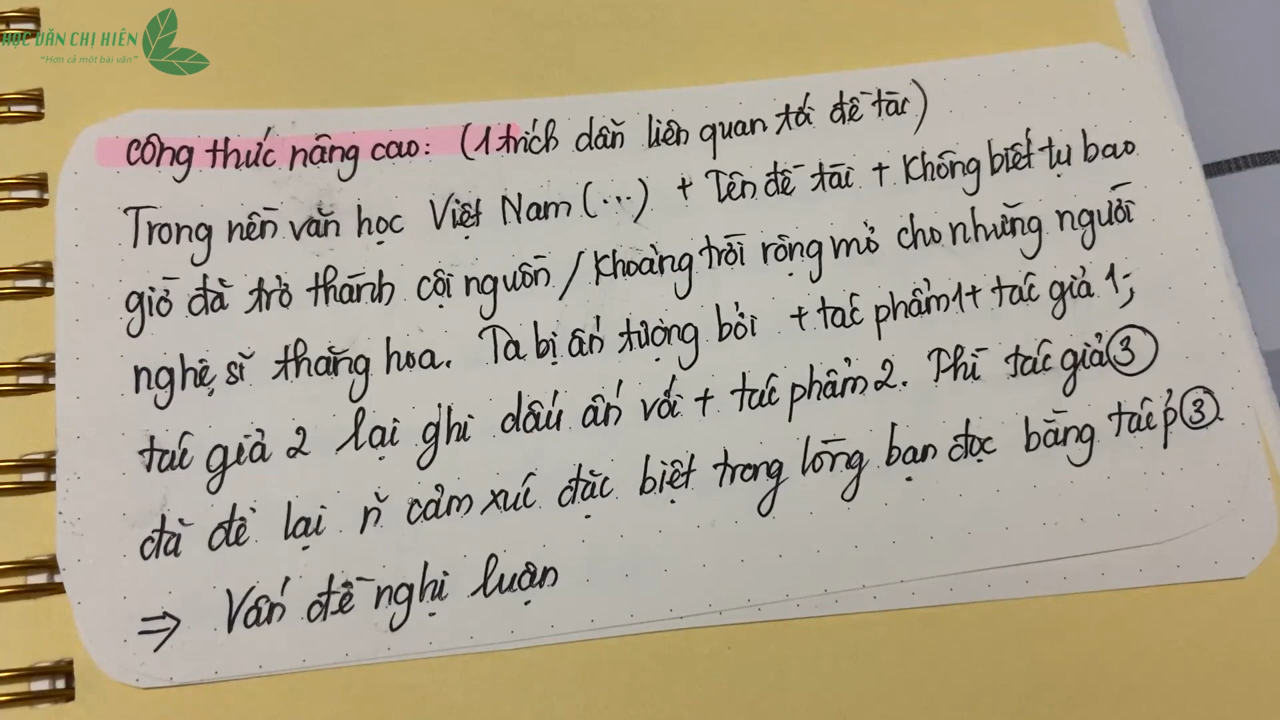 HỌC VĂN CHỊ HIÊN
"Hơn cả một bài văn"
công thức nâng cao: (1 trích dẫn liên quan tới đề tài)
Trong nền văn học Việt Nam (...) + Tên đề tài + Không biết tự bao
giờ đã trở thành cội nguồn / khoảng trời rộng mở cho những người
nghệ sĩ thăng hoa. Ta bị ấn tượng bởi + tác phẩm 1 + tác giả 1;
tác giả 2 lại ghi dấu ấn với + tác phẩm 2. Thì tác giả ③
đã để lại ~~n~~ cảm xúc đặc biệt trong lòng bạn đọc bằng tác p ③.
⇒ Vấn đề nghị luận